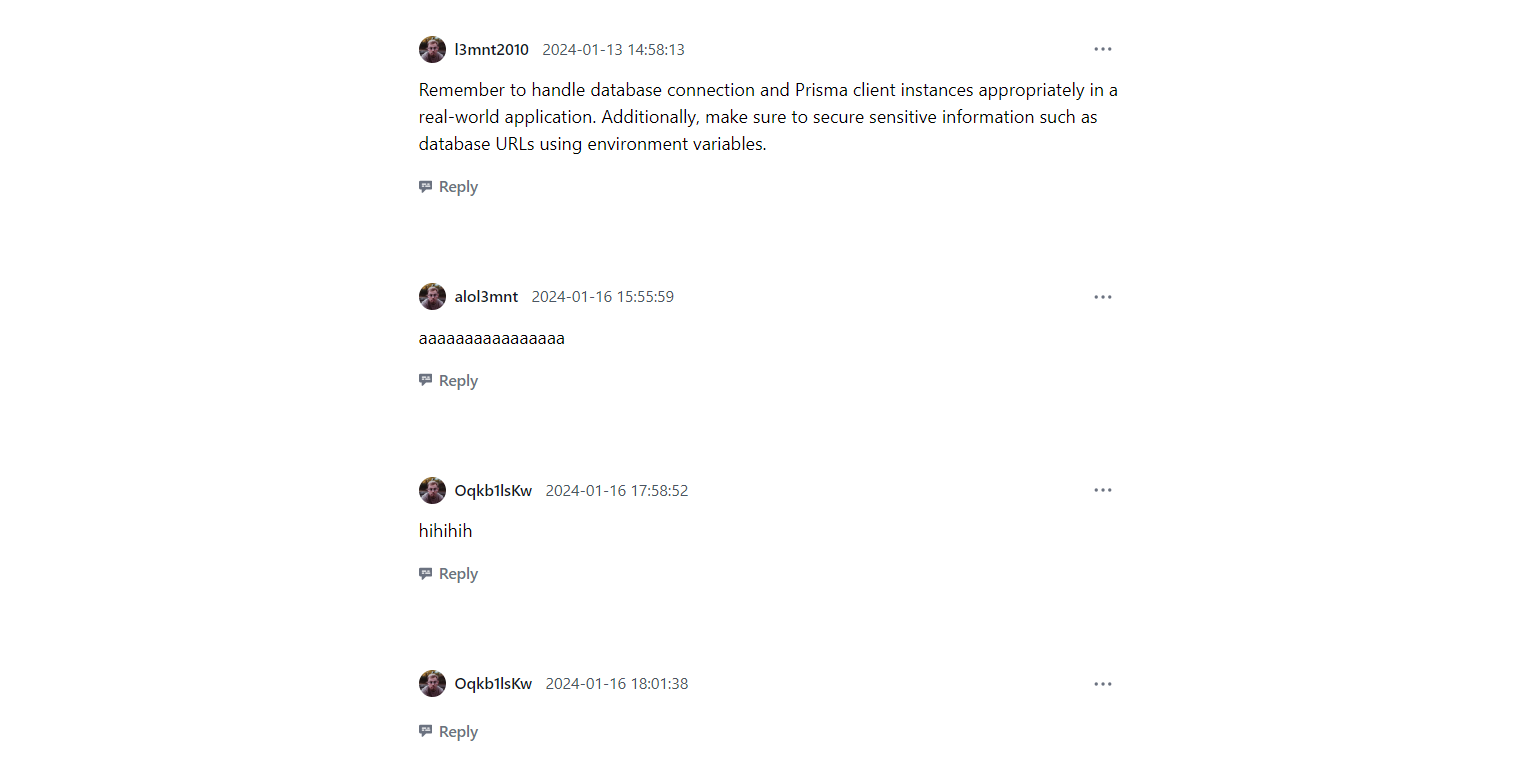 l3mnt2010 2024-01-13 14:58:13
Remember to handle database connection and Prisma client instances appropriately in a
real-world application. Additionally, make sure to secure sensitive information such as
database URLs using environment variables.
Reply
alol3mnt 2024-01-16 15:55:59
aaaaaaaaaaaaaaaa
Reply
Oqkb1lsKw 2024-01-16 17:58:52
hihihih
Reply
Oqkb1lsKw 2024-01-16 18:01:38
Reply